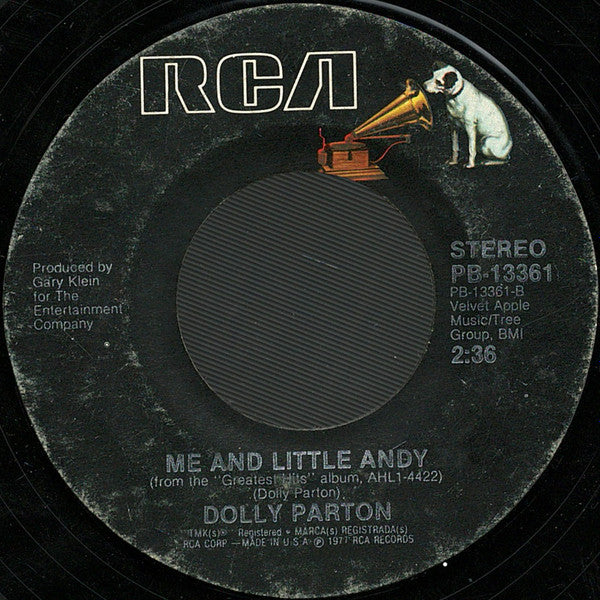 RCA
Produced by
Gary Klein
for The
Entertainment
Company
STEREO
PB-13361
PB-13361-B
Velvet Apple
Music/Tree
Group, BMI
2:36
ME AND LITTLE ANDY
(from the "Greatest Hits" album, AHL1-4422)
(Dolly Parton)
DOLLY PARTON
TMK(s)® Registered • MARCA(s) REGISTRADA(s)
RCA CORP. —MADE IN U.S.A. ℗ 1977 RCA RECORDS